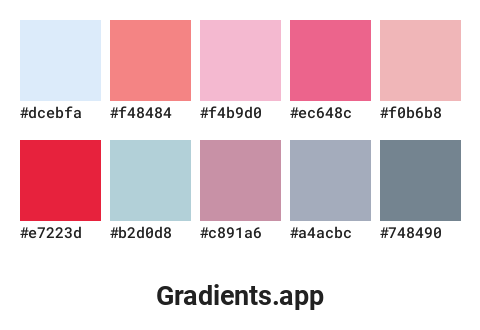 #dcebfa #f48484 #f4b9d0 #ec648c #f0b6b8
#e7223d #b2d0d8 #c891a6 #a4acbc #748490
Gradients.app